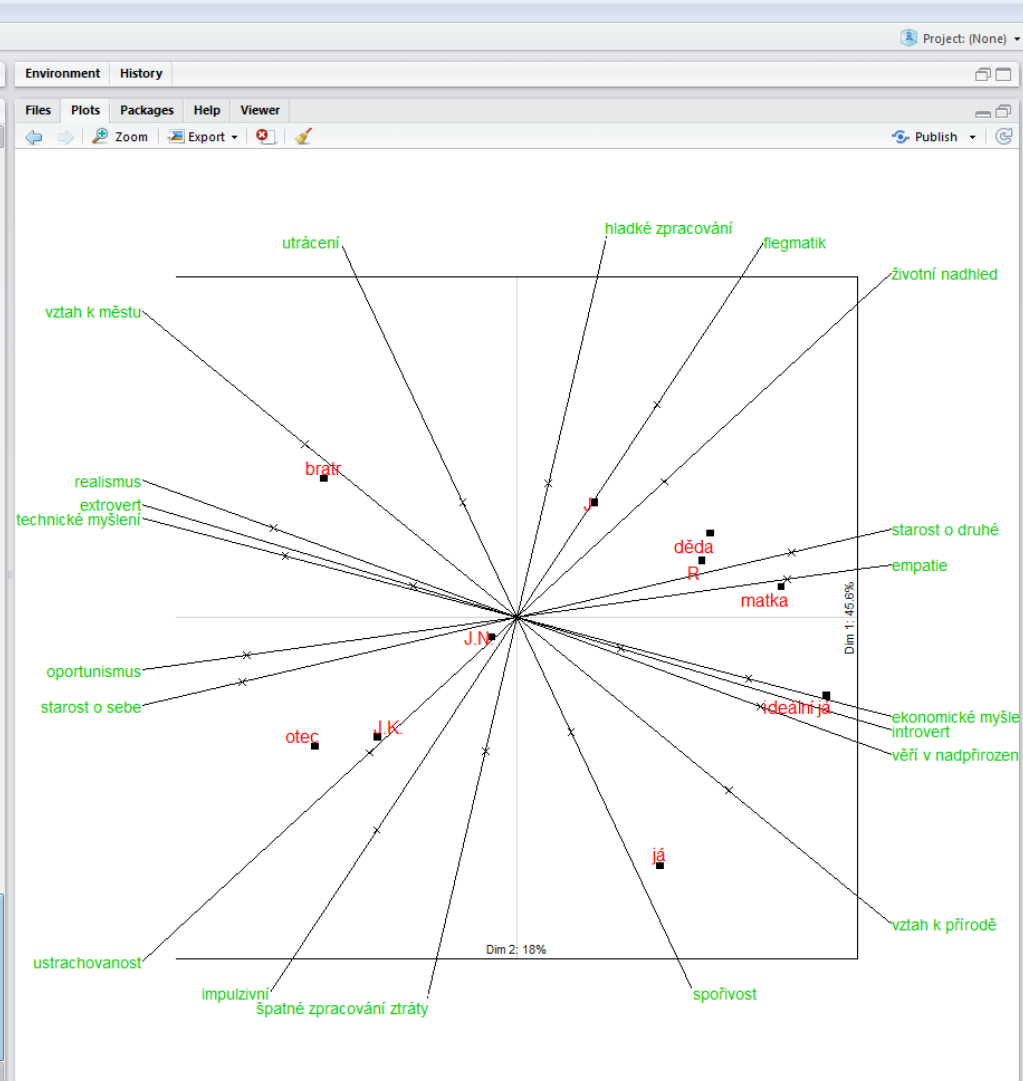 Project: (None)
Environment History
Files Plots Packages Help Viewer
Zoom Export Publish
hladké zpracování
utrácení
flegmatik
životní nadhled
vztah k městu
bratr
realismus
extrovert
technické myšlení
J
starost o druhé
děda
empatie
R
matka
Dim 1: 45.6%
J.N.
oportunismus
starost o sebe
ideální já
ekonomické myšle
introvert
věří v nadpřirozen
otec
J.K.
já
vztah k přírodě
Dim 2: 18%
ustrachovanost
impulzivní
spořivost
špatné zpracování ztráty